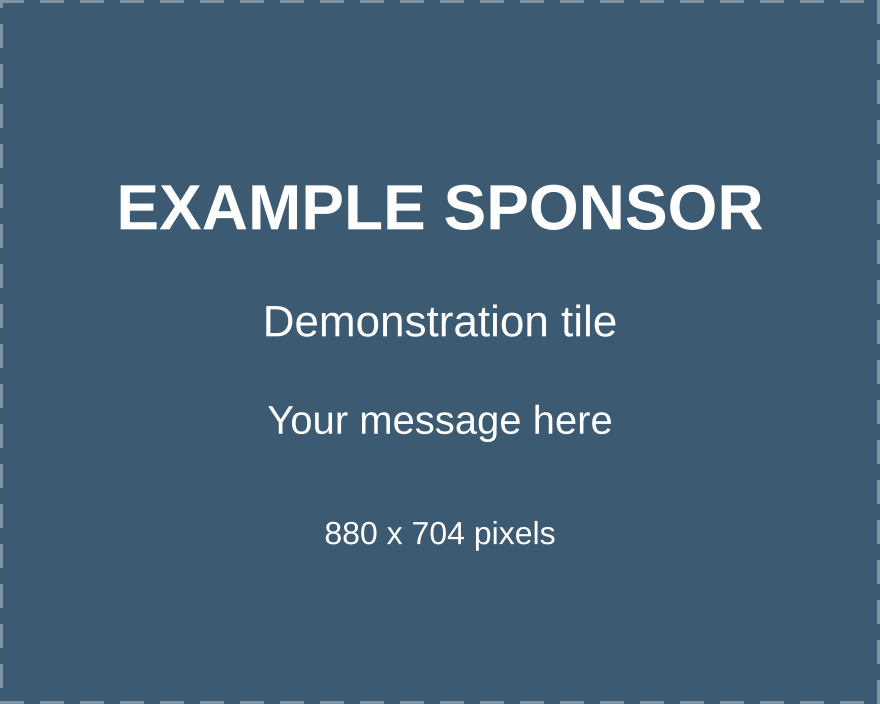 EXAMPLE SPONSOR
Demonstration tile
Your message here
880 x 704 pixels